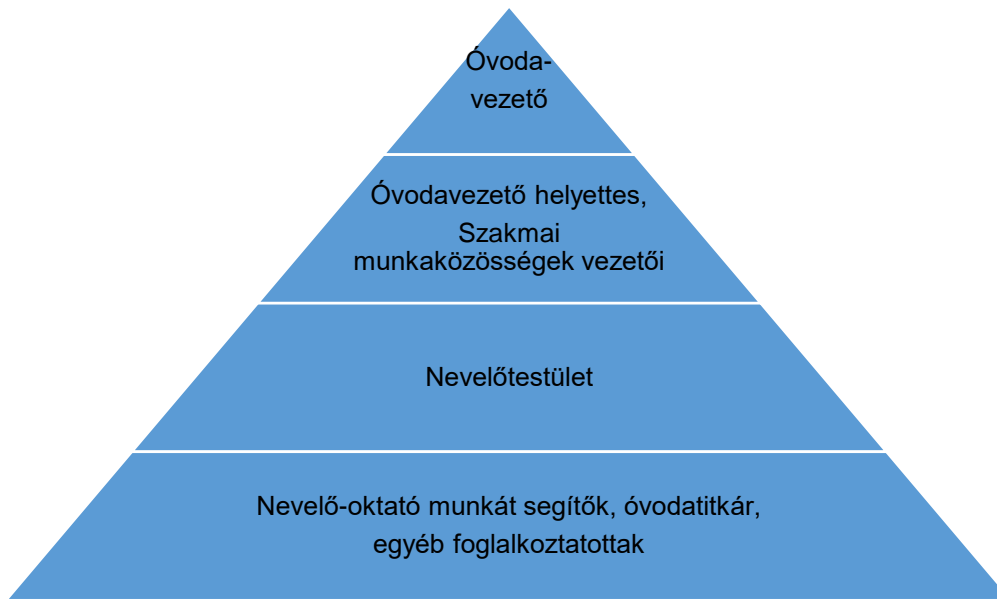 Óvoda-
vezető
Óvodavezető helyettes,
Szakmai
munkaközösségek vezetői
Nevelőtestület
Nevelő-oktató munkát segítők, óvodatitkár,
egyéb foglalkoztatottak